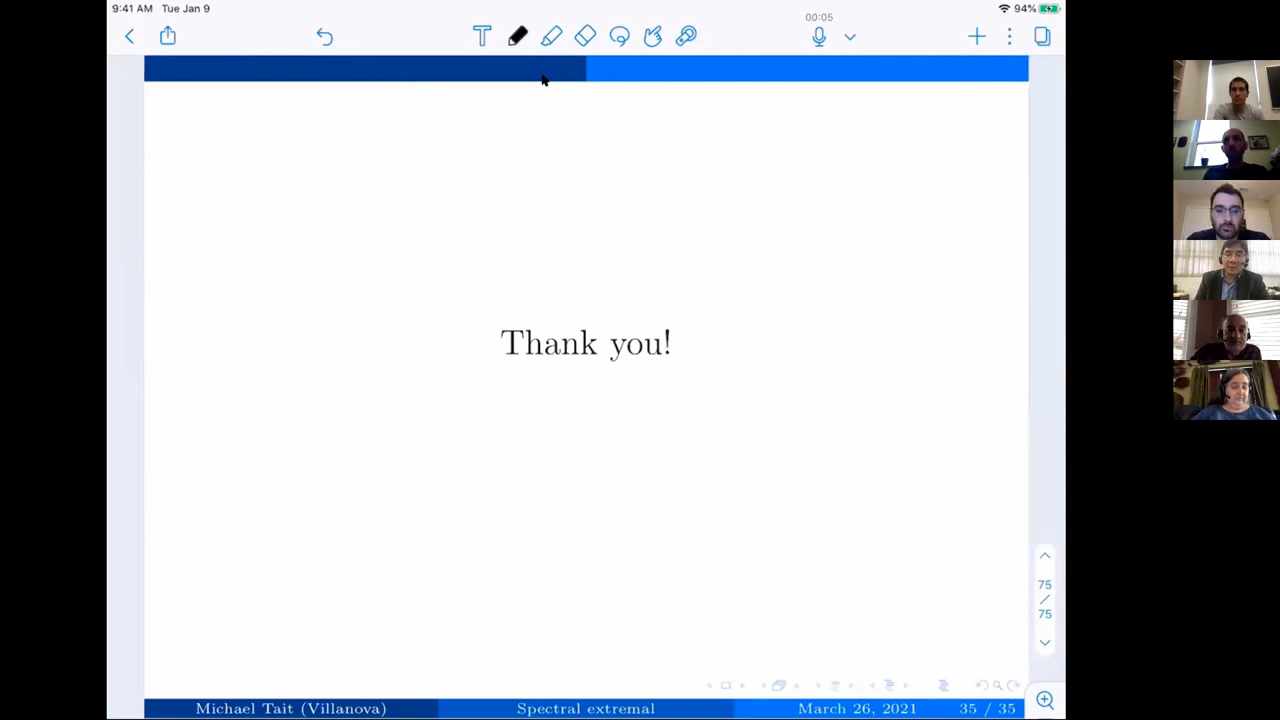 9:41 AM Tue Jan 9
94%
00:05
T
Thank you!
75
/
75
Michael Tait (Villanova)
Spectral extremal
March 26, 2021
35 / 35